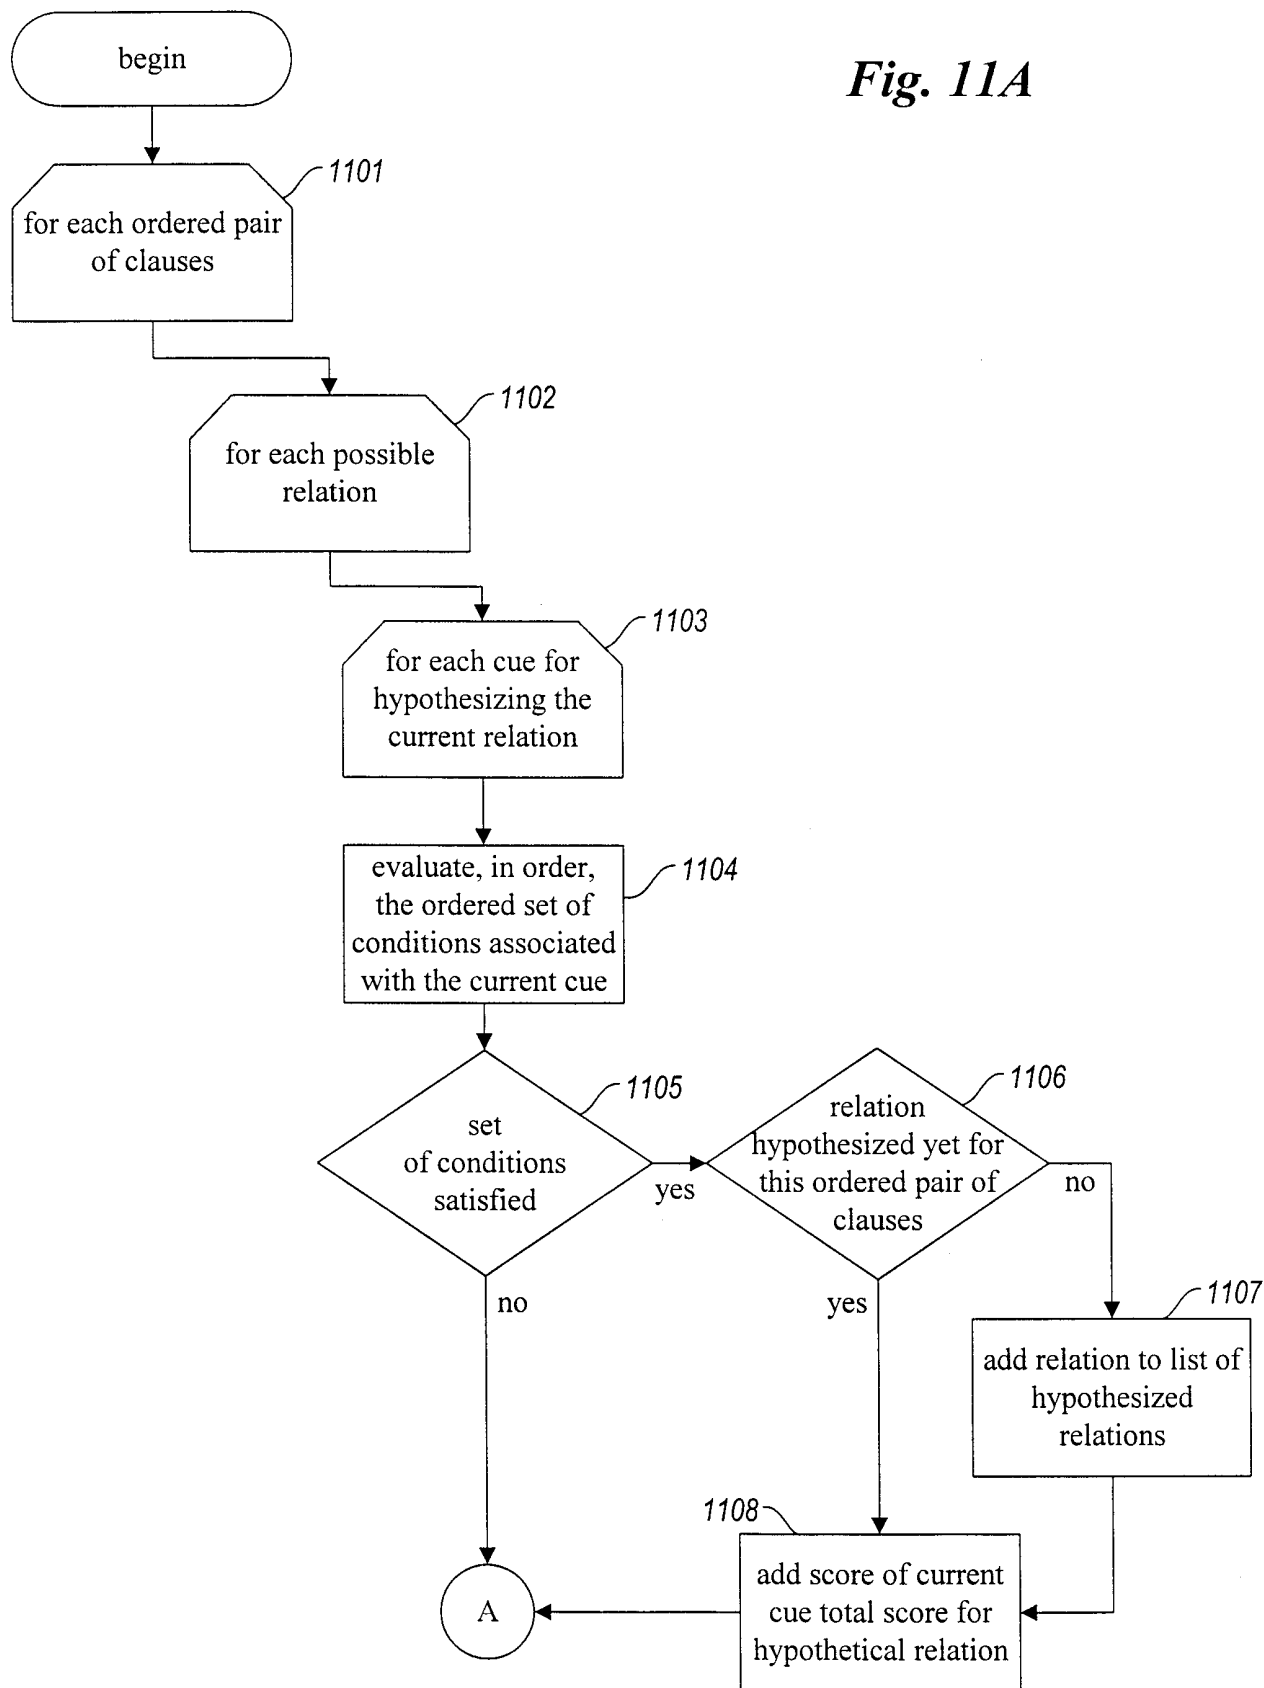 begin
Fig. 11A
1101
for each ordered pair
of clauses
1102
for each possible
relation
1103
for each cue for
hypothesizing the
current relation
1104
evaluate, in order,
the ordered set of
conditions associated
with the current cue
1105
set
of conditions
satisfied
yes
no
1106
relation
hypothesized yet for
this ordered pair of
clauses
no
yes
1107
add relation to list of
hypothesized
relations
1108
add score of current
cue total score for
hypothetical relation
A